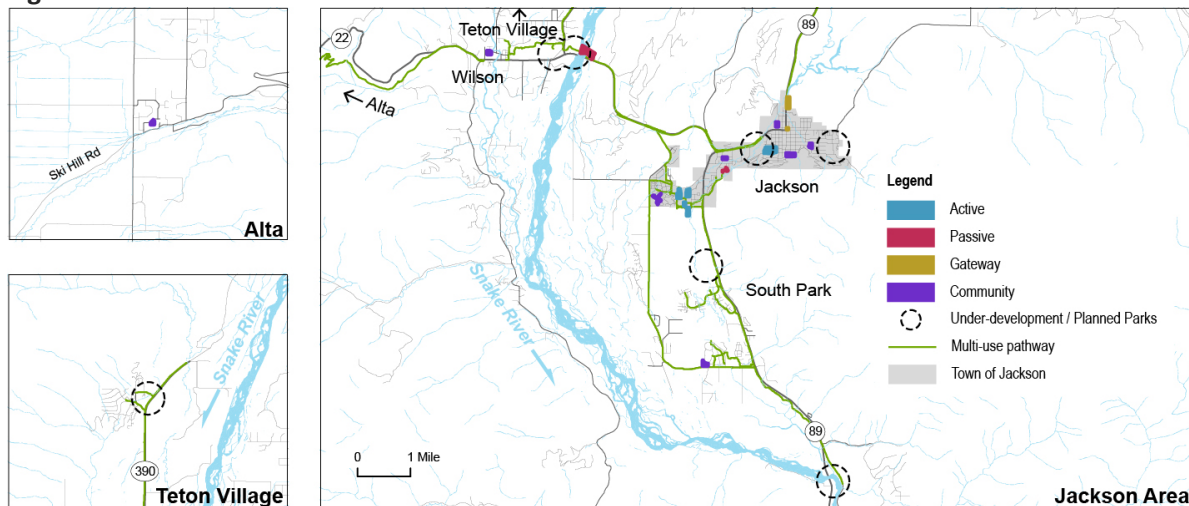 Ski Hill Rd
Alta
Snake River
390
Teton Village
Teton Village
22
Wilson
Alta
89
Jackson
Snake River
South Park
89
0 1 Mile
Jackson Area
Legend
Active
Passive
Gateway
Community
Under-development / Planned Parks
Multi-use pathway
Town of Jackson